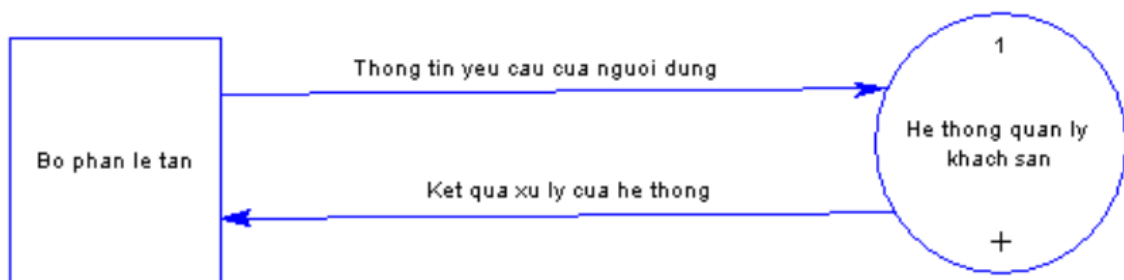 Bo phan le tan
Thong tin yeu cau cua nguoi dung
Ket qua xu ly cua he thong
1
He thong quan ly
khach san
+